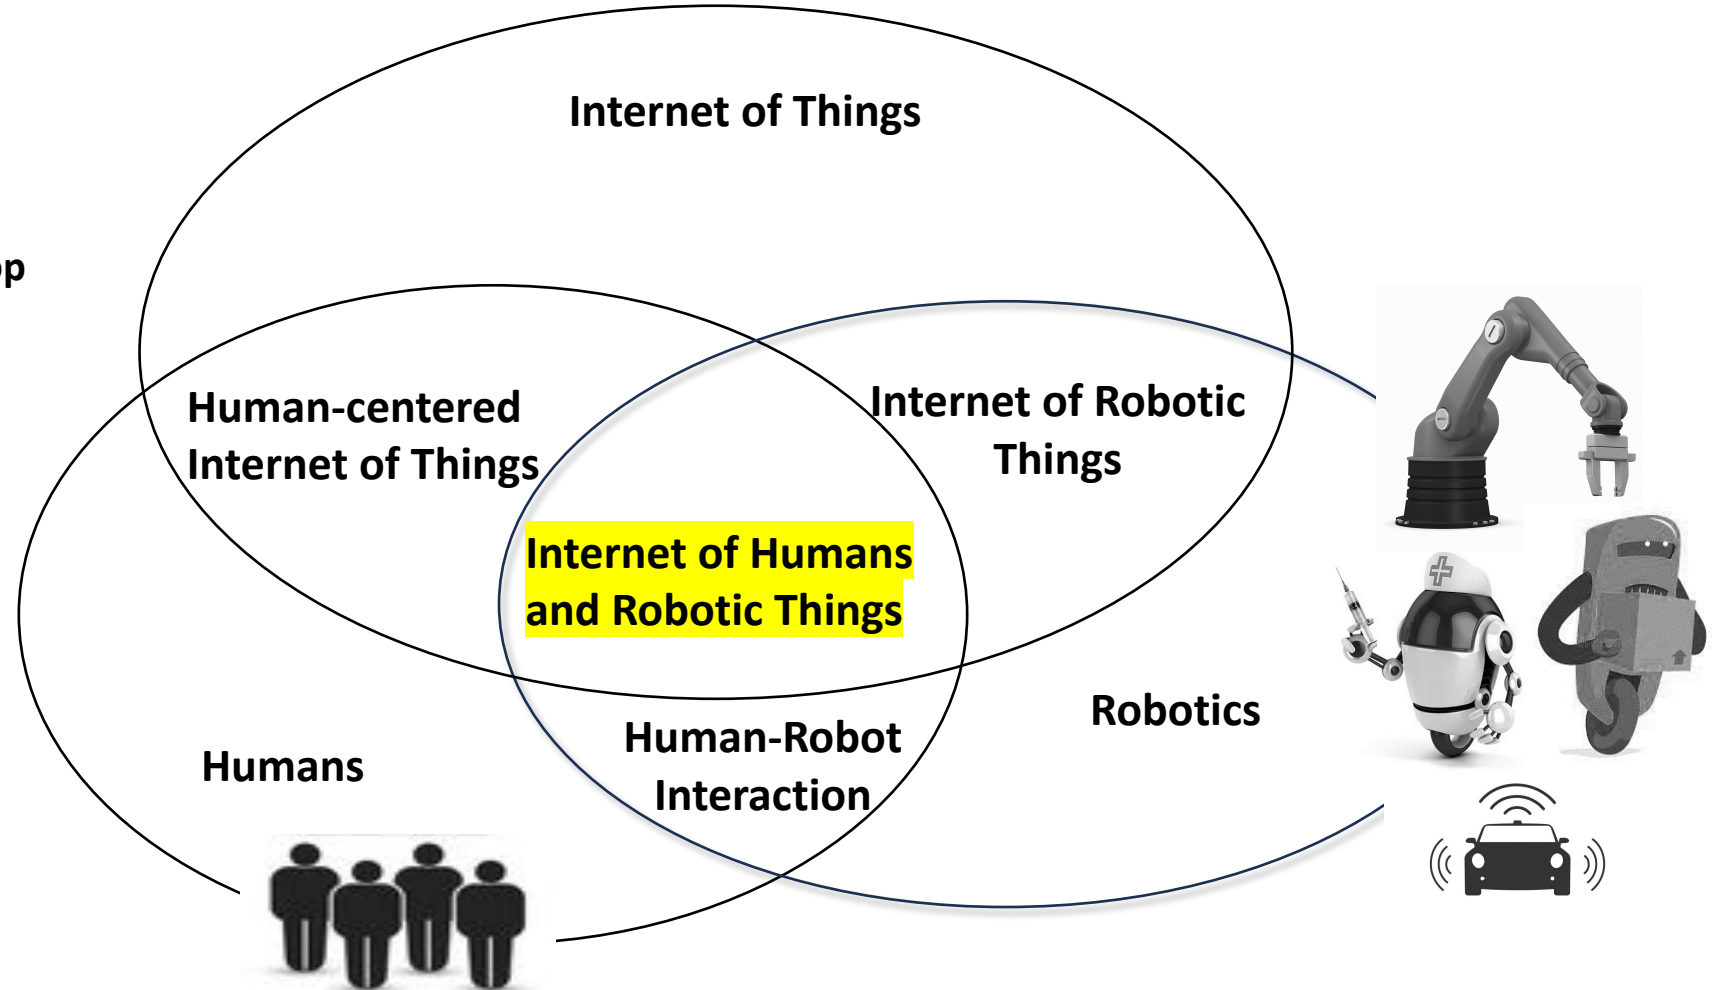 Internet of Things
Human-centered
Internet of Things
Internet of Robotic
Things
Internet of Humans
and Robotic Things
Robotics
Human-Robot
Interaction
Humans